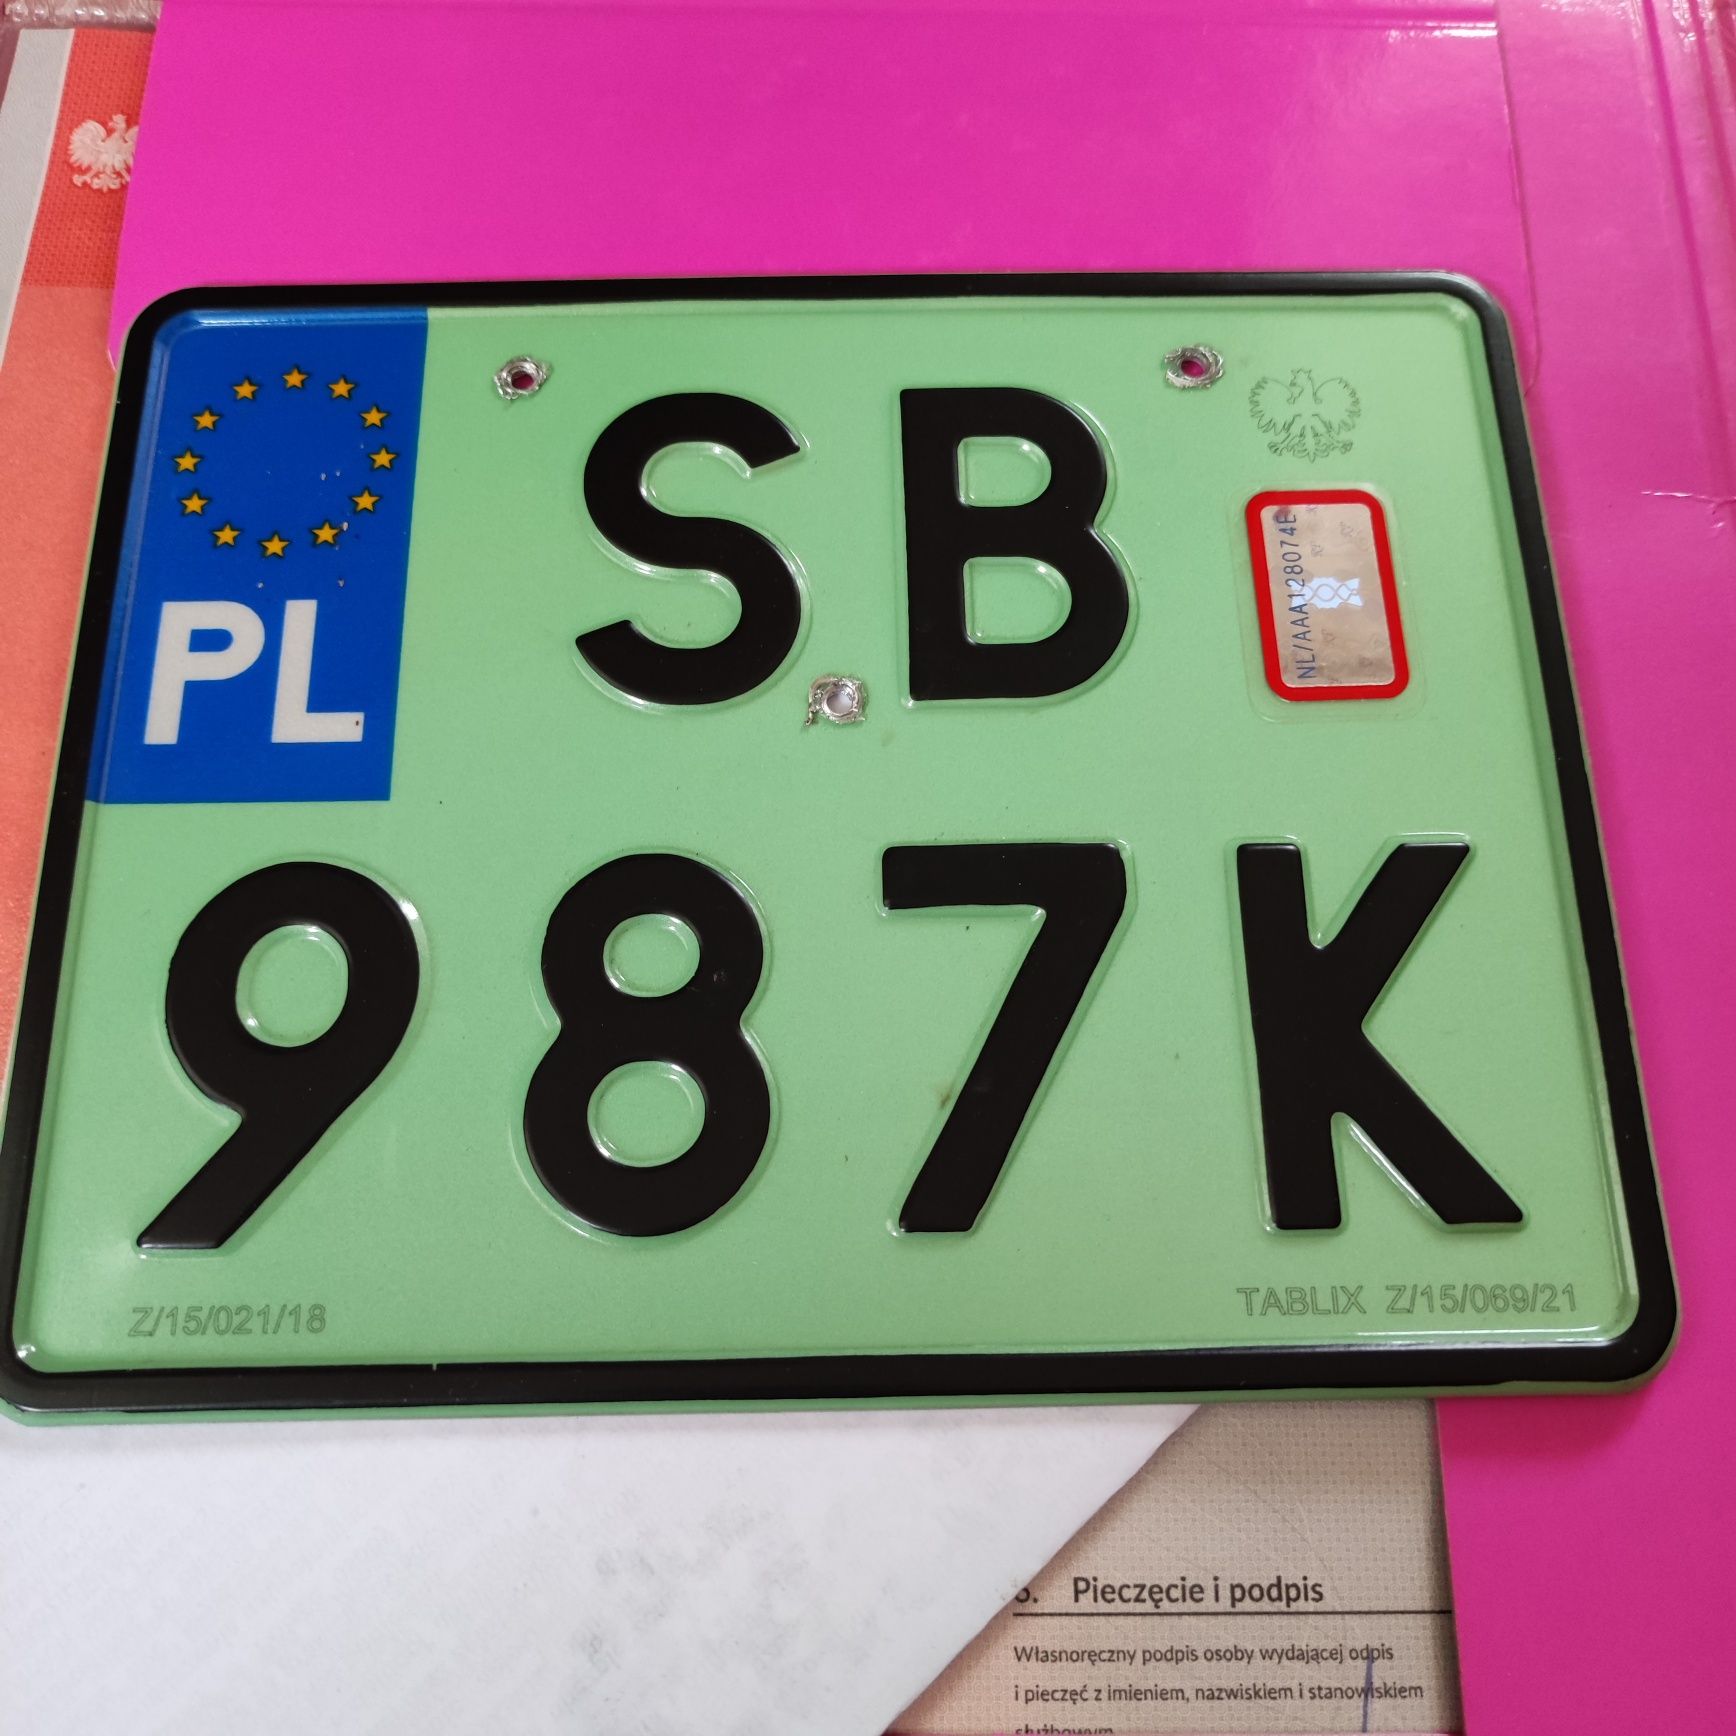 PL
SB
NL/AAA128074E
987K
Z/15/021/18
TABLIX Z/15/069/21
Pieczęcie i podpis
Własnoręczny podpis osoby wydającej odpis
i pieczęć z imieniem, nazwiskiem i stanowiskiem
służbowym